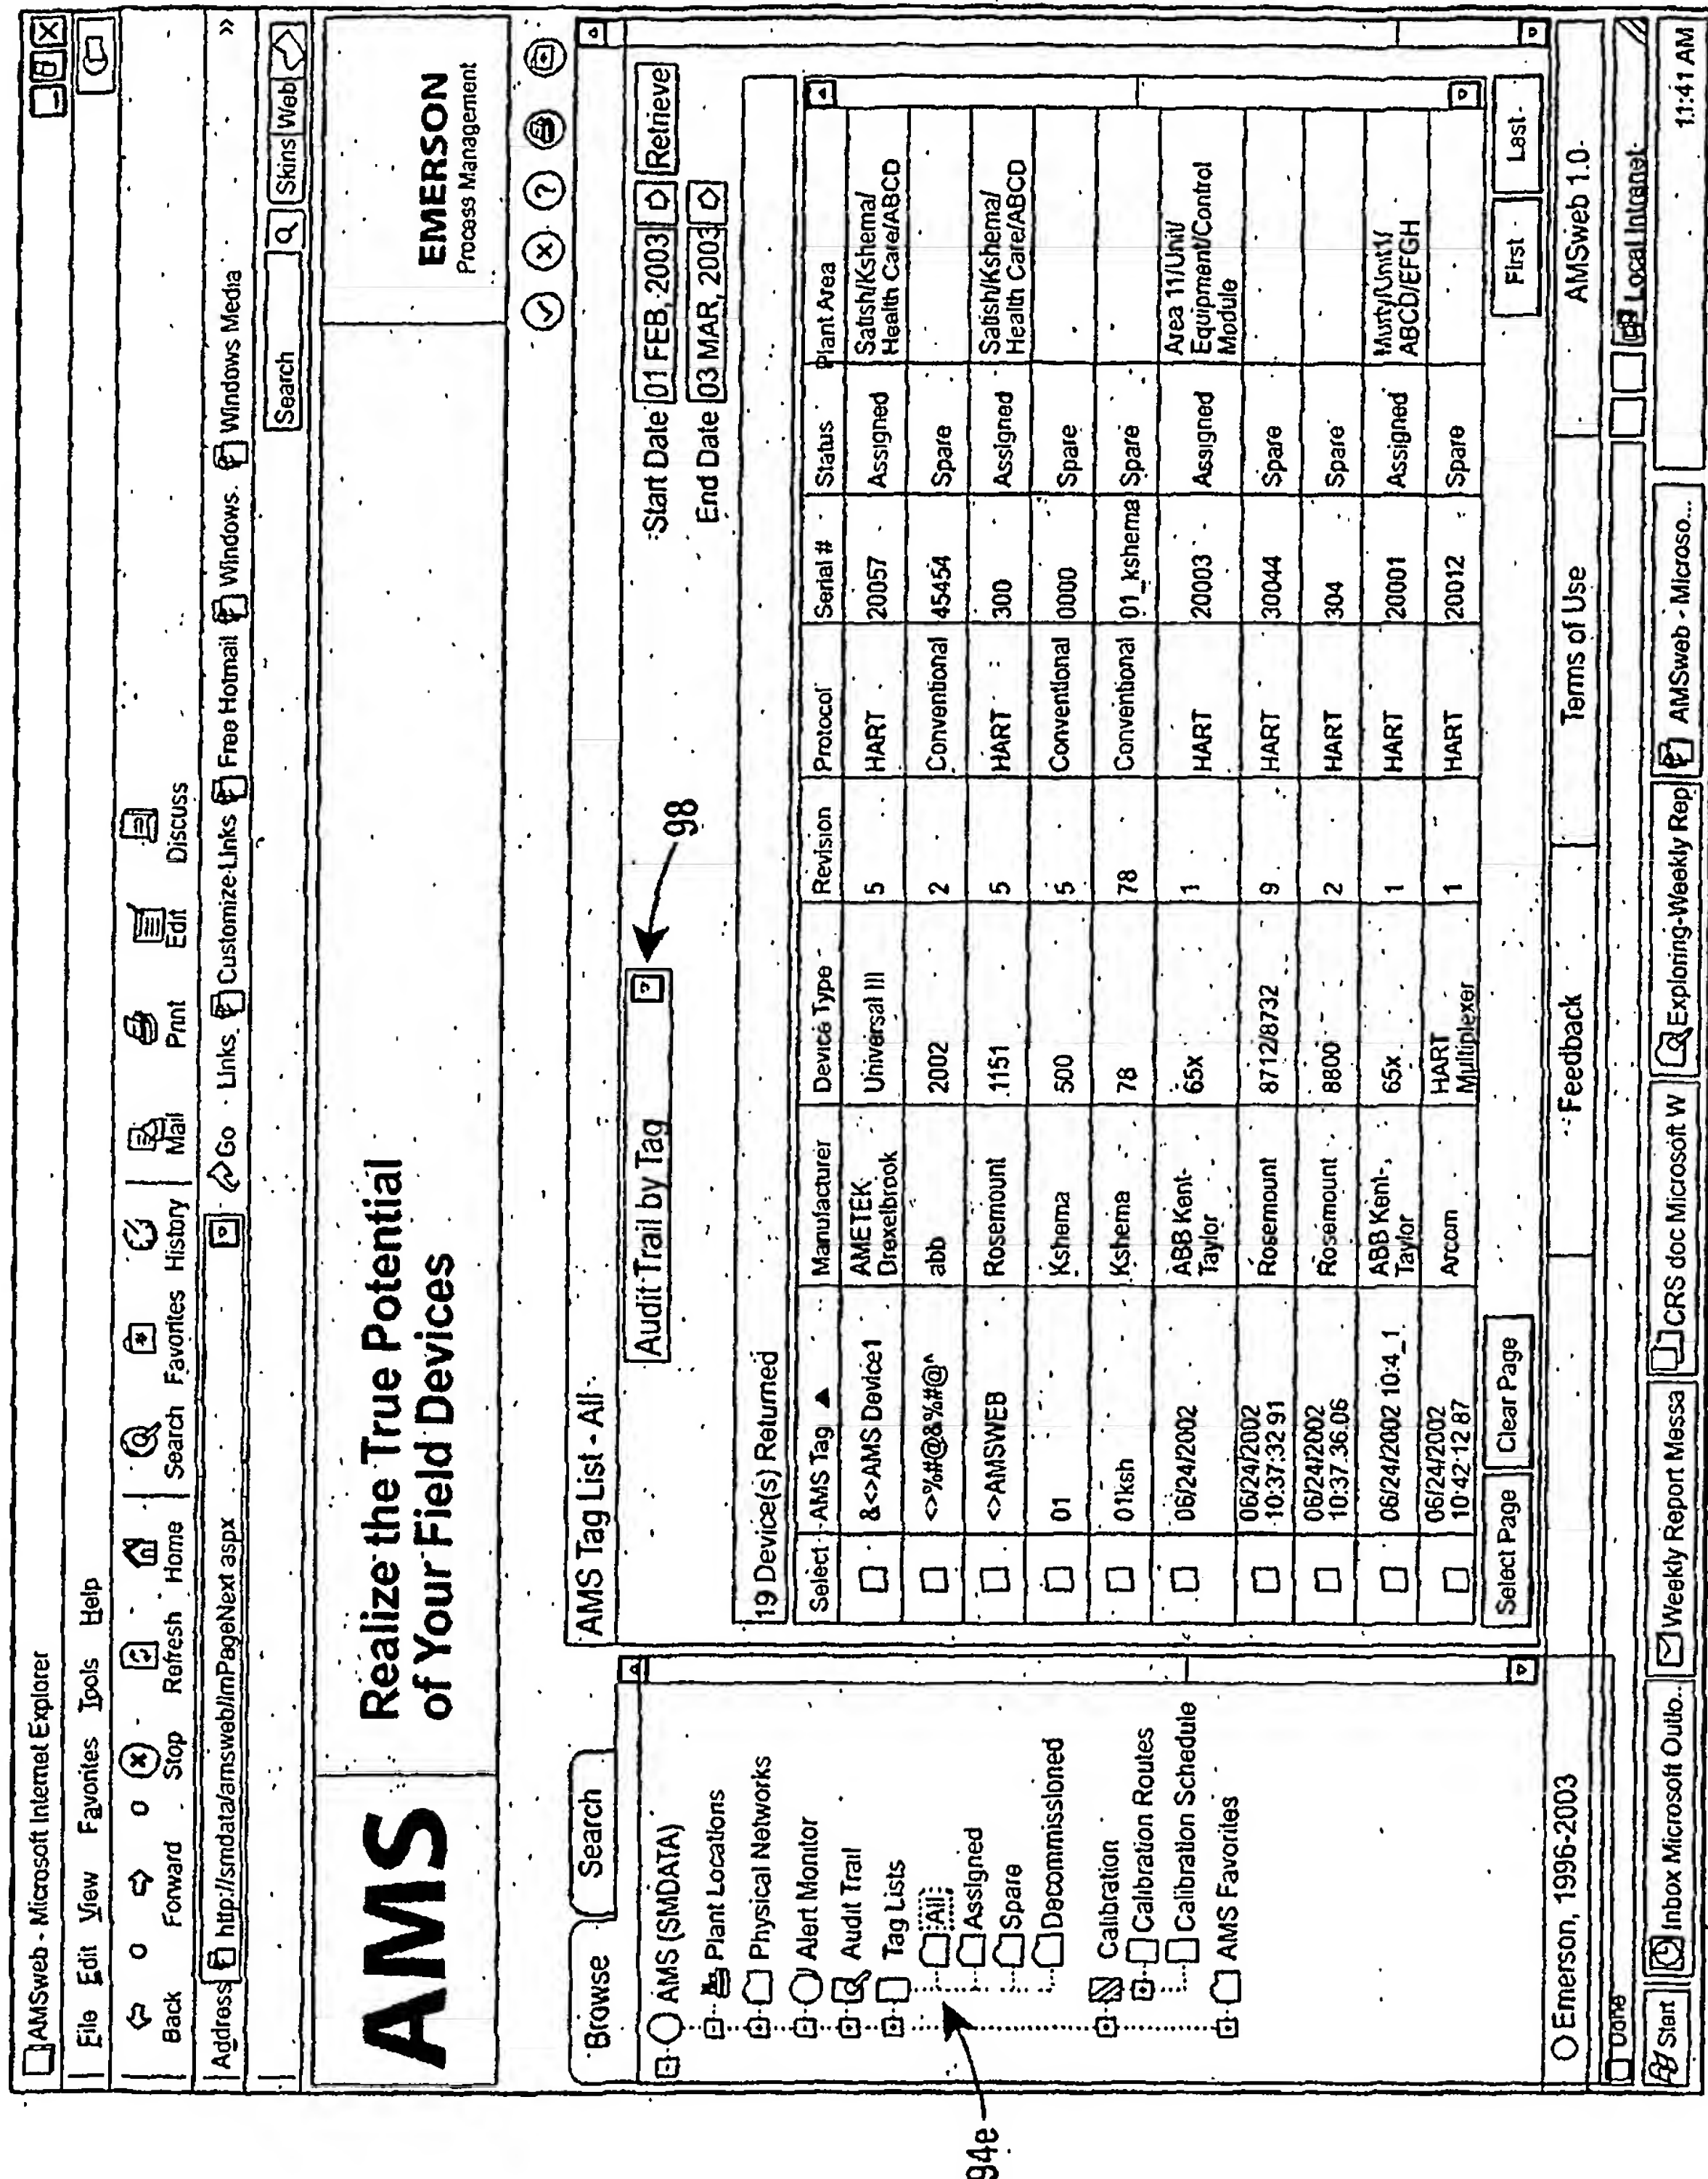 AMSweb - Microsoft Internet Explorer
File Edit View Favorites Tools Help
Back Forward Stop Refresh Home Search Favorites History Mail Print Edit Discuss
Address http://smdata/amsweb/ImPageNext aspx Go Links Customize Links Free Hotmail Windows Windows Media »
Search Skins Web
AMS
Realize the True Potential
of Your Field Devices
EMERSON
Process Management
Browse Search
AMS (SMDATA)
Plant Locations
Physical Networks
Alert Monitor
Audit Trail
Tag Lists
All
Assigned
Spare
Decommissioned
Calibration
Calibration Routes
Calibration Schedule
AMS Favorites
94e
AMS Tag List - All
Audit Trail by Tag
98
Start Date 01 FEB, 2003 Retrieve
End Date 03 MAR, 2003
19 Device(s) Returned
Select AMS Tag ▲ Manufacturer Device Type Revision Protocol Serial # Status Plant Area
&<>AMS Device1 AMETEK Drexelbrook Universal III 5 HART 20057 Assigned Satish/Kshema/ Health Care/ABCD
<>%#@&%#@^ abb 2002 2 Conventional 45454 Spare
<>AMSWEB Rosemount 1151 5 HART 300 Assigned Satish/Kshema/ Health Care/ABCD
01 Kshema 500 5 Conventional 0000 Spare
01ksh Kshema 78 78 Conventional 01_kshema Spare
06/24/2002 ABB Kent-Taylor 65x 1 HART 20003 Assigned Area 11/Unit/ Equipment/Control Module
06/24/2002 10:37:32 91 Rosemount 8712/8732 9 HART 30044 Spare
06/24/2002 10:37.36.06 Rosemount 8800 2 HART 304 Spare
06/24/2002 10:4_1 ABB Kent-Taylor 65x 1 HART 20001 Assigned Musty/Unit1/ ABCD/EFGH
06/24/2002 10:42:12 87 Arcom HART Multiplexer 1 HART 20012 Spare
Select Page Clear Page First Last
Emerson, 1996-2003 Feedback Terms of Use AMSweb 1.0
Done Local Intranet
Start Inbox Microsoft Outlo... Weekly Report Messa CRS doc Microsoft W Exploring-Weekly Rep AMSweb - Microso... 11:41 AM